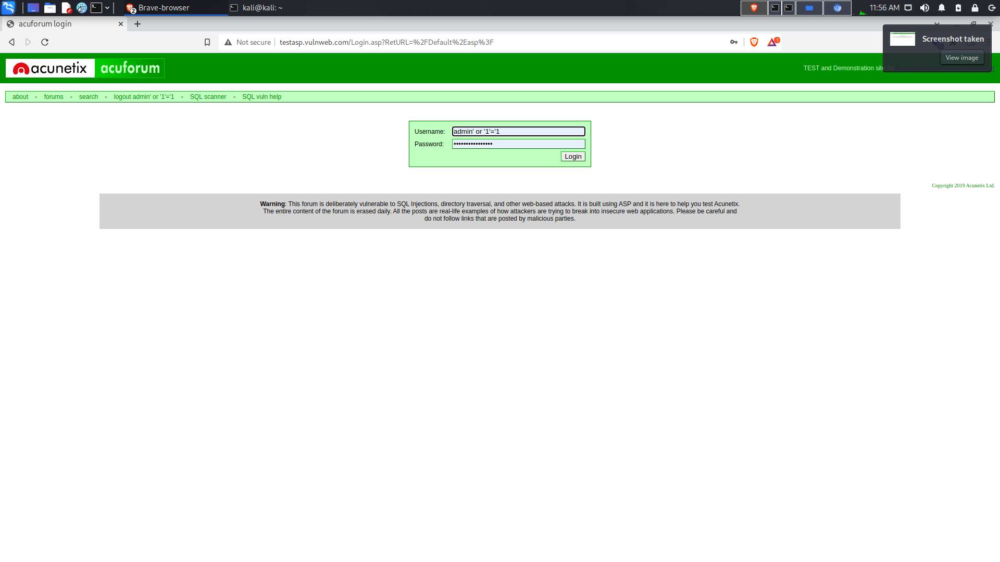 2 Brave-browser kali@kali: ~ 11:56 AM
acuforum login
Not secure testasp.vulnweb.com/Login.asp?RetURL=%2FDefault%2Easp%3F 1
Screenshot taken
View image
acunetix acuforum TEST and Demonstration site for
about - forums - search - logout admin' or '1'='1 - SQL scanner - SQL vuln help
Username: admin' or '1'='1
Password: ••••••••••••••••
Login
Copyright 2019 Acunetix Ltd.
Warning: This forum is deliberately vulnerable to SQL Injections, directory traversal, and other web-based attacks. It is built using ASP and it is here to help you test Acunetix.
The entire content of the forum is erased daily. All the posts are real-life examples of how attackers are trying to break into insecure web applications. Please be careful and
do not follow links that are posted by malicious parties.